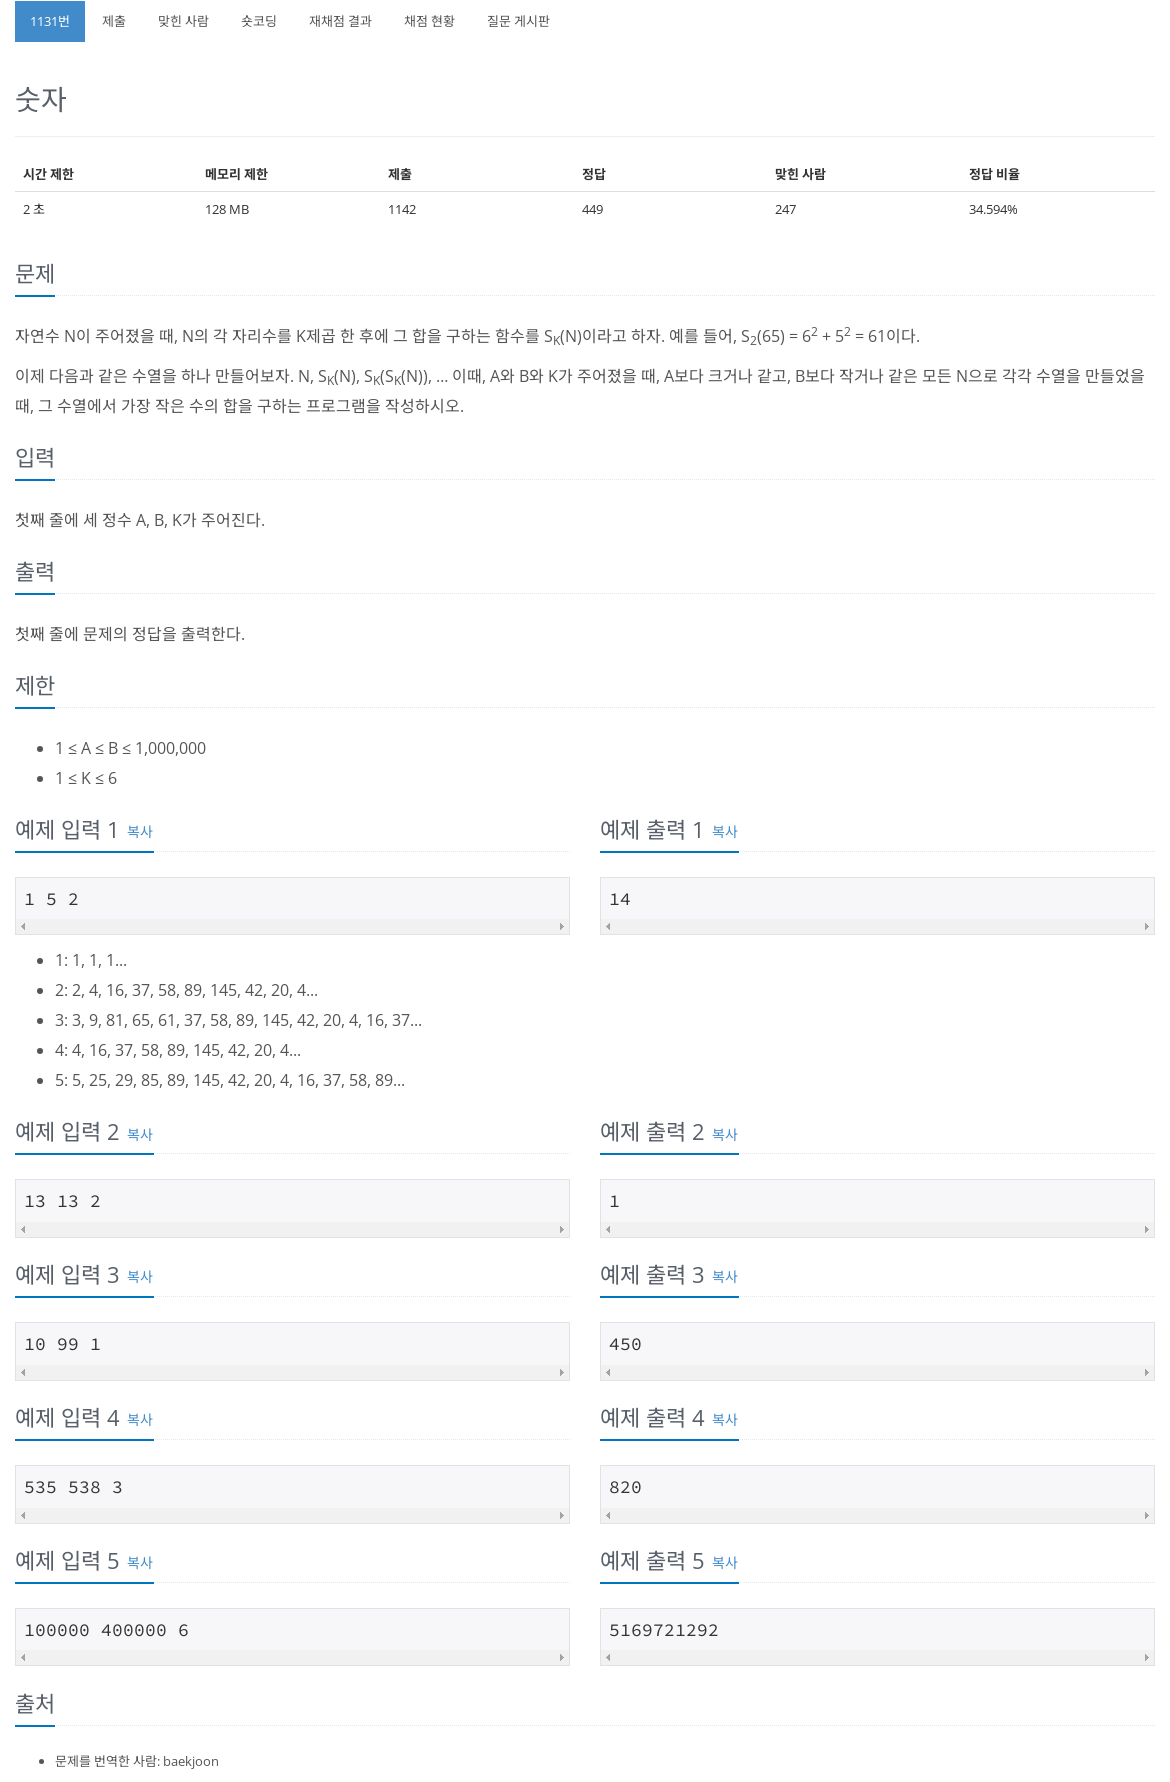 1131번 제출 맞힌 사람 숏코딩 재채점 결과 채점 현황 질문 게시판
숫자
시간 제한 메모리 제한 제출 정답 맞힌 사람 정답 비율
2 초 128 MB 1142 449 247 34.594%
문제
자연수 N이 주어졌을 때, N의 각 자리수를 K제곱 한 후에 그 합을 구하는 함수를 S_K(N)이라고 하자. 예를 들어, S_2(65) = 6^2 + 5^2 = 61이다.
이제 다음과 같은 수열을 하나 만들어보자. N, S_K(N), S_K(S_K(N)), ... 이때, A와 B와 K가 주어졌을 때, A보다 크거나 같고, B보다 작거나 같은 모든 N으로 각각 수열을 만들었을
때, 그 수열에서 가장 작은 수의 합을 구하는 프로그램을 작성하시오.
입력
첫째 줄에 세 정수 A, B, K가 주어진다.
출력
첫째 줄에 문제의 정답을 출력한다.
제한
• 1 ≤ A ≤ B ≤ 1,000,000
• 1 ≤ K ≤ 6
예제 입력 1 복사
1 5 2
예제 출력 1 복사
14
• 1: 1, 1, 1...
• 2: 2, 4, 16, 37, 58, 89, 145, 42, 20, 4...
• 3: 3, 9, 81, 65, 61, 37, 58, 89, 145, 42, 20, 4, 16, 37...
• 4: 4, 16, 37, 58, 89, 145, 42, 20, 4...
• 5: 5, 25, 29, 85, 89, 145, 42, 20, 4, 16, 37, 58, 89...
예제 입력 2 복사
13 13 2
예제 출력 2 복사
1
예제 입력 3 복사
10 99 1
예제 출력 3 복사
450
예제 입력 4 복사
535 538 3
예제 출력 4 복사
820
예제 입력 5 복사
100000 400000 6
예제 출력 5 복사
5169721292
출처
• 문제를 번역한 사람: baekjoon